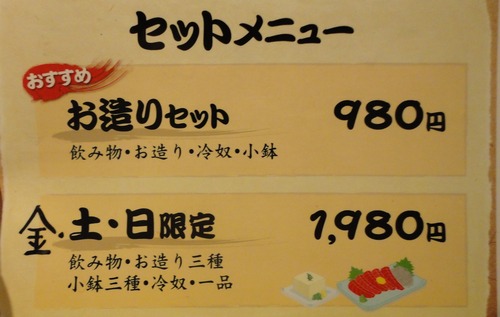 セットメニュー
おすすめ
お造りセット 980円
飲み物・お造り・冷奴・小鉢
金・土・日限定 1,980円
飲み物・お造り三種
小鉢三種・冷奴・一品